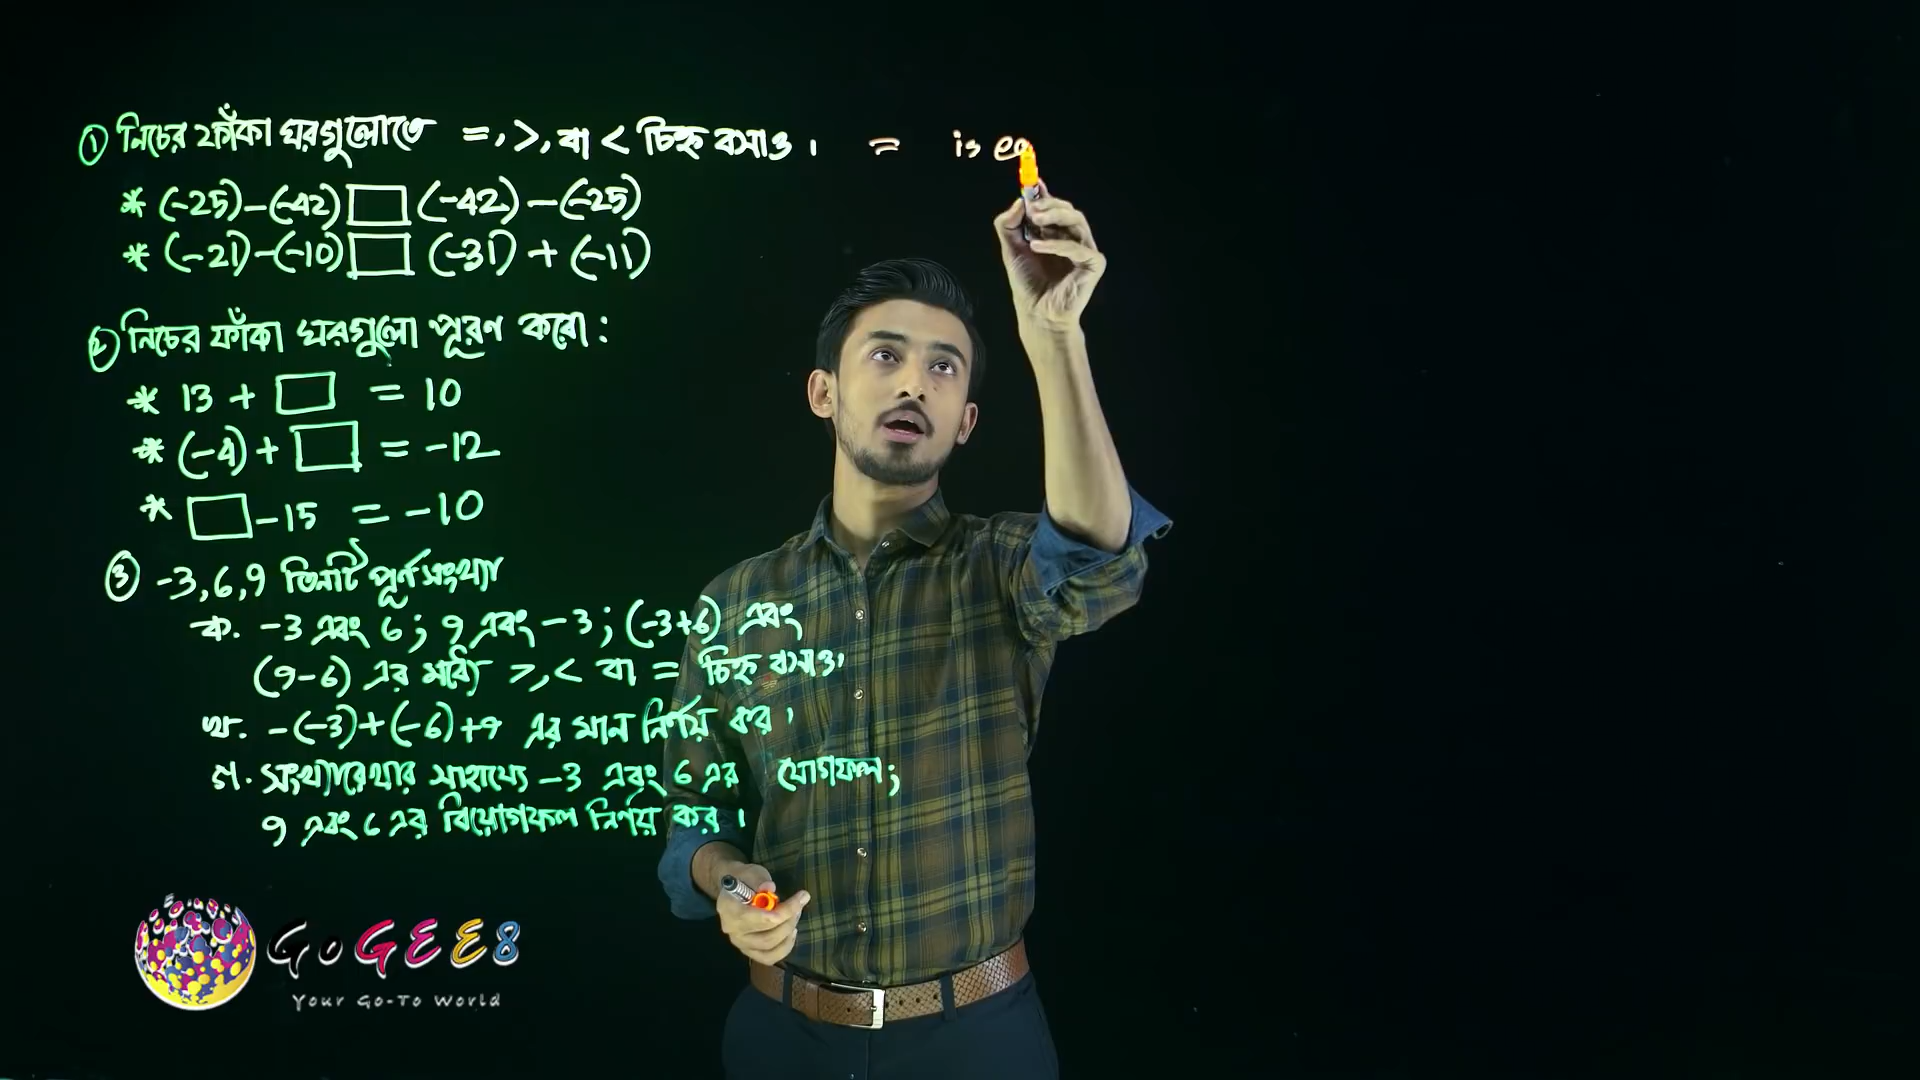 ① নিচের ফাঁকা ঘরগুলোতে =, >, বা < চিহ্ন বসাও। = is eq
* (-25)-(-42) □ (-42)-(-25)
* (-21)-(-10) □ (-31) + (-11)
② নিচের ফাঁকা ঘরগুলো পূরণ করো:
* 13 + □ = 10
* (-4) + □ = -12
* □ -15 = -10
③ -3, 6, 9 তিনটি পূর্ণসংখ্যা
ক. -3 এবং 6; 9 এবং -3; (-3+6) এবং
(9-6) এর মধ্যে >, < বা = চিহ্ন বসাও।
খ. -(-3)+(-6)+9 এর মান নির্ণয় কর।
গ. সংখ্যারেখার সাহায্যে -3 এবং 6 এর যোগফল;
9 এবং 6 এর বিয়োগফল নির্ণয় কর।
GoGEE8
Your Go-To World